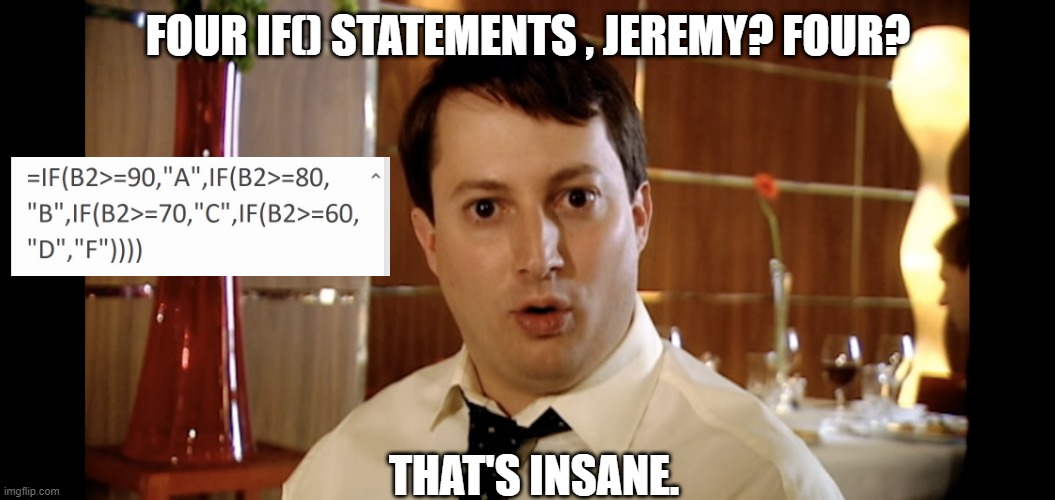 FOUR IF() STATEMENTS , JEREMY? FOUR?
=IF(B2>=90,"A",IF(B2>=80,
"B",IF(B2>=70,"C",IF(B2>=60,
"D","F"))))
THAT'S INSANE.
imgflip.com